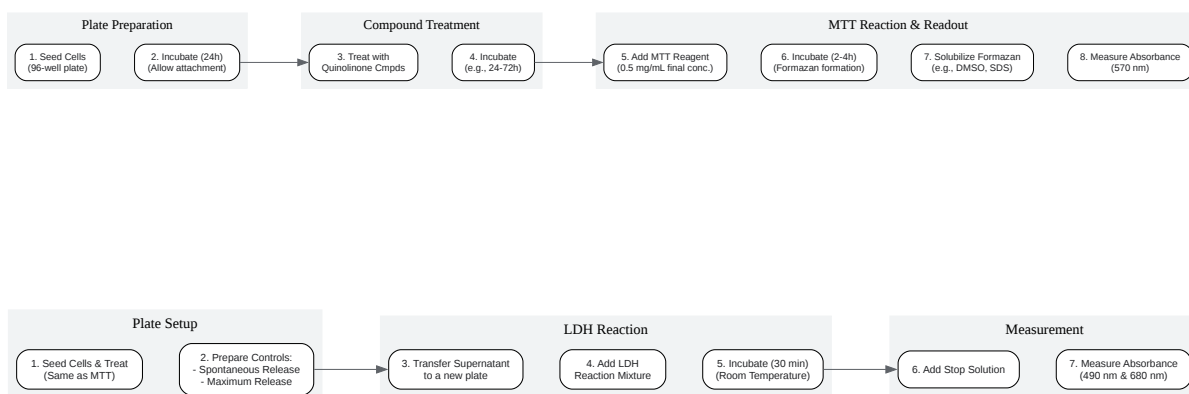 Plate Preparation
Compound Treatment
MTT Reaction & Readout
1. Seed Cells
(96-well plate)
2. Incubate (24h)
(Allow attachment)
3. Treat with
Quinolinone Cmpds
4. Incubate
(e.g., 24-72h)
5. Add MTT Reagent
(0.5 mg/mL final conc.)
6. Incubate (2-4h)
(Formazan formation)
7. Solubilize Formazan
(e.g., DMSO, SDS)
8. Measure Absorbance
(570 nm)
Plate Setup
LDH Reaction
Measurement
1. Seed Cells & Treat
(Same as MTT)
2. Prepare Controls:
- Spontaneous Release
- Maximum Release
3. Transfer Supernatant
to a new plate
4. Add LDH
Reaction Mixture
5. Incubate (30 min)
(Room Temperature)
6. Add Stop Solution
7. Measure Absorbance
(490 nm & 680 nm)